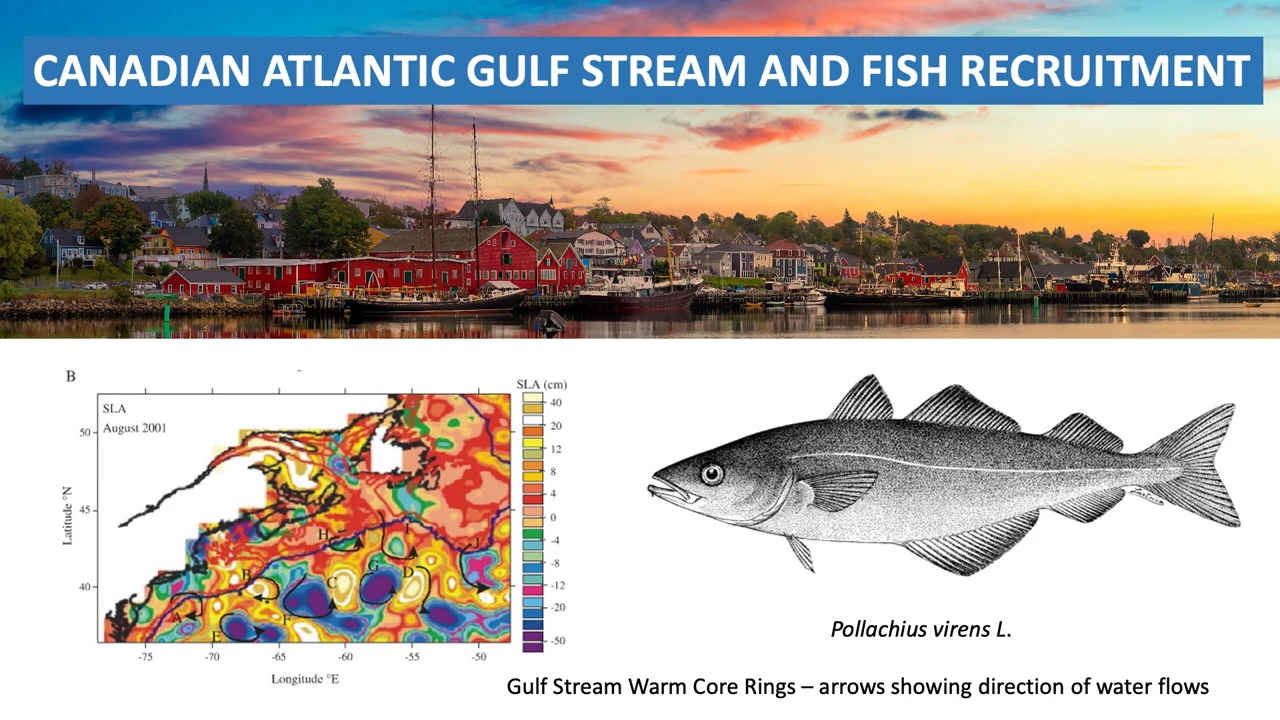 CANADIAN ATLANTIC GULF STREAM AND FISH RECRUITMENT
B
SLA (cm)
SLA
August 2001
40
20
12
8
4
0
-4
-8
-12
-20
-50
50
45
40
Latitude °N
H
I
J
B
C
G
D
A
F
E
-75
-70
-65
-60
-55
-50
Longitude °E
Pollachius virens L.
Gulf Stream Warm Core Rings – arrows showing direction of water flows